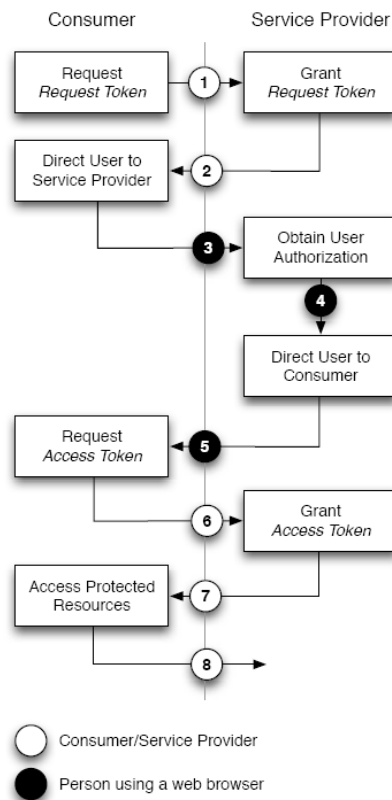 Consumer
Service Provider
Request
Request Token
1
Grant
Request Token
Direct User to
Service Provider
2
3
Obtain User
Authorization
4
Direct User to
Consumer
Request
Access Token
5
6
Grant
Access Token
Access Protected
Resources
7
8
Consumer/Service Provider
Person using a web browser